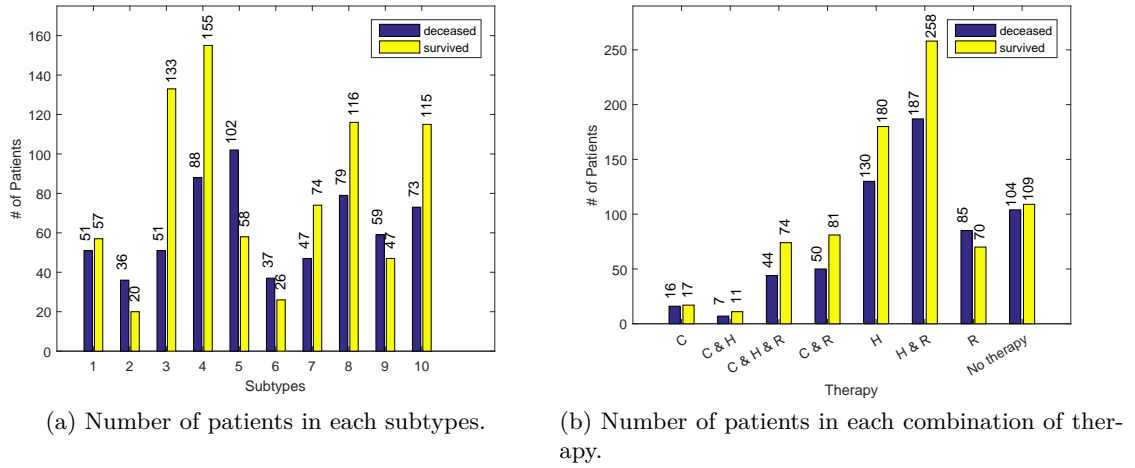 160
140
120
100
80
60
40
20
0
# of Patients
51
57
36
20
51
133
88
155
102
58
37
26
47
74
79
116
59
47
73
115
deceased
survived
1 2 3 4 5 6 7 8 9 10
Subtypes
(a) Number of patients in each subtypes.
250
200
150
100
50
0
# of Patients
16
17
7
11
44
74
50
81
130
180
187
258
85
70
104
109
deceased
survived
C
C & H
C & H & R
C & R
H
H & R
R
No therapy
Therapy
(b) Number of patients in each combination of ther-
apy.